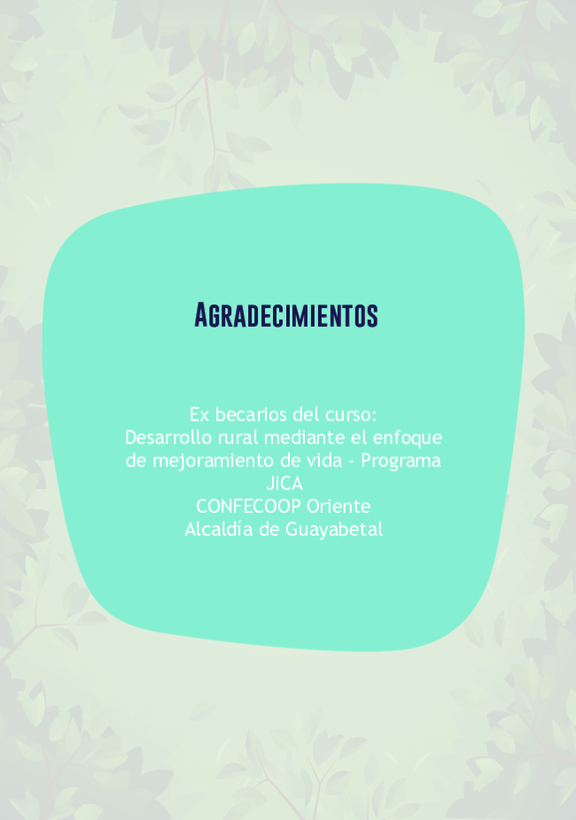 Agradecimientos
Ex becarios del curso:
Desarrollo rural mediante el enfoque
de mejoramiento de vida - Programa
JICA
CONFECOOP Oriente
Alcaldía de Guayabetal